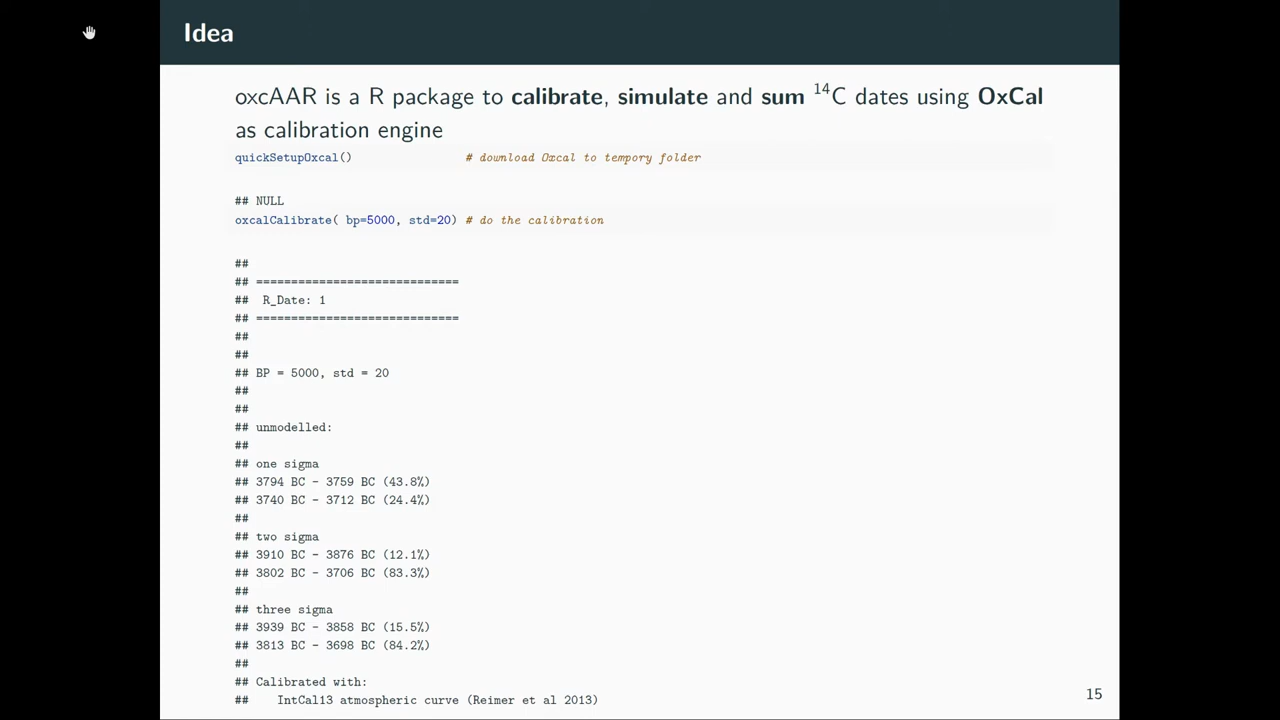 Idea
oxcAAR is a R package to calibrate, simulate and sum ¹⁴C dates using OxCal
as calibration engine
quickSetupOxcal() # download Oxcal to tempory folder
## NULL
oxcalCalibrate( bp=5000, std=20) # do the calibration
##
## =============================
## R_Date: 1
## =============================
##
##
## BP = 5000, std = 20
##
##
## unmodelled:
##
## one sigma
## 3794 BC - 3759 BC (43.8%)
## 3740 BC - 3712 BC (24.4%)
##
## two sigma
## 3910 BC - 3876 BC (12.1%)
## 3802 BC - 3706 BC (83.3%)
##
## three sigma
## 3939 BC - 3858 BC (15.5%)
## 3813 BC - 3698 BC (84.2%)
##
## Calibrated with:
## IntCal13 atmospheric curve (Reimer et al 2013)
15